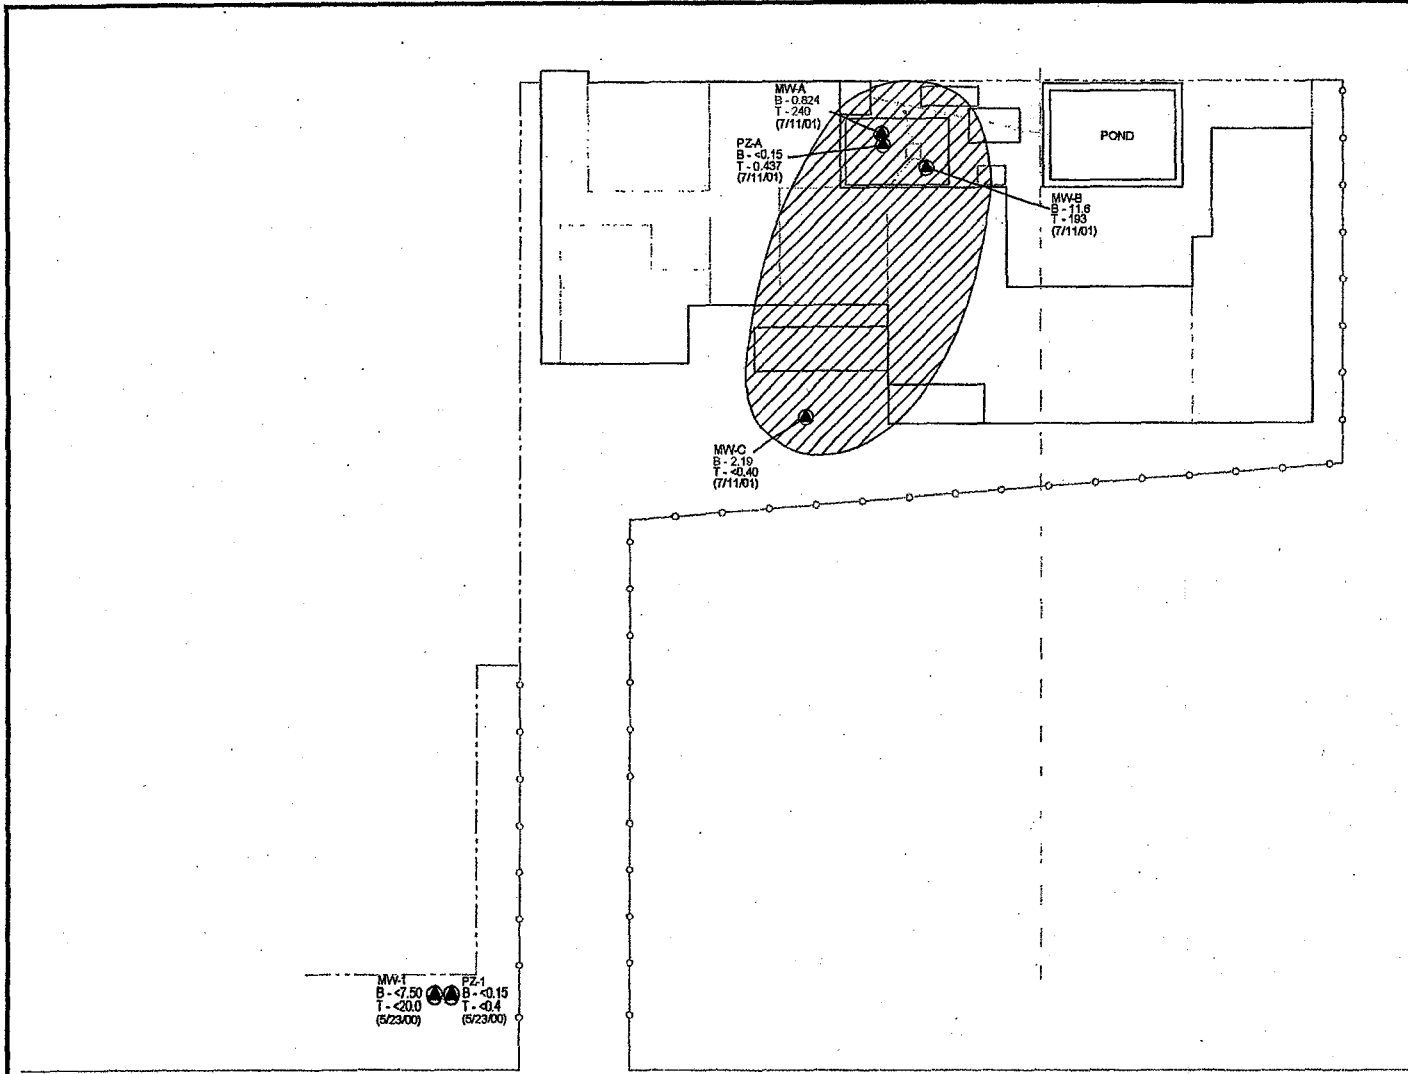 MW-A
B - 0.824
T - 240
(7/11/01)
PZ-A
B - <0.15
T - 0.437
(7/11/01)
POND
MW-B
B - 11.6
T - 193
(7/11/01)
MW-C
B - 2.19
T - <0.40
(7/11/01)
MW-1
B - <7.50
T - <20.0
(5/23/00)
PZ-1
B - <0.15
T - <0.4
(5/23/00)